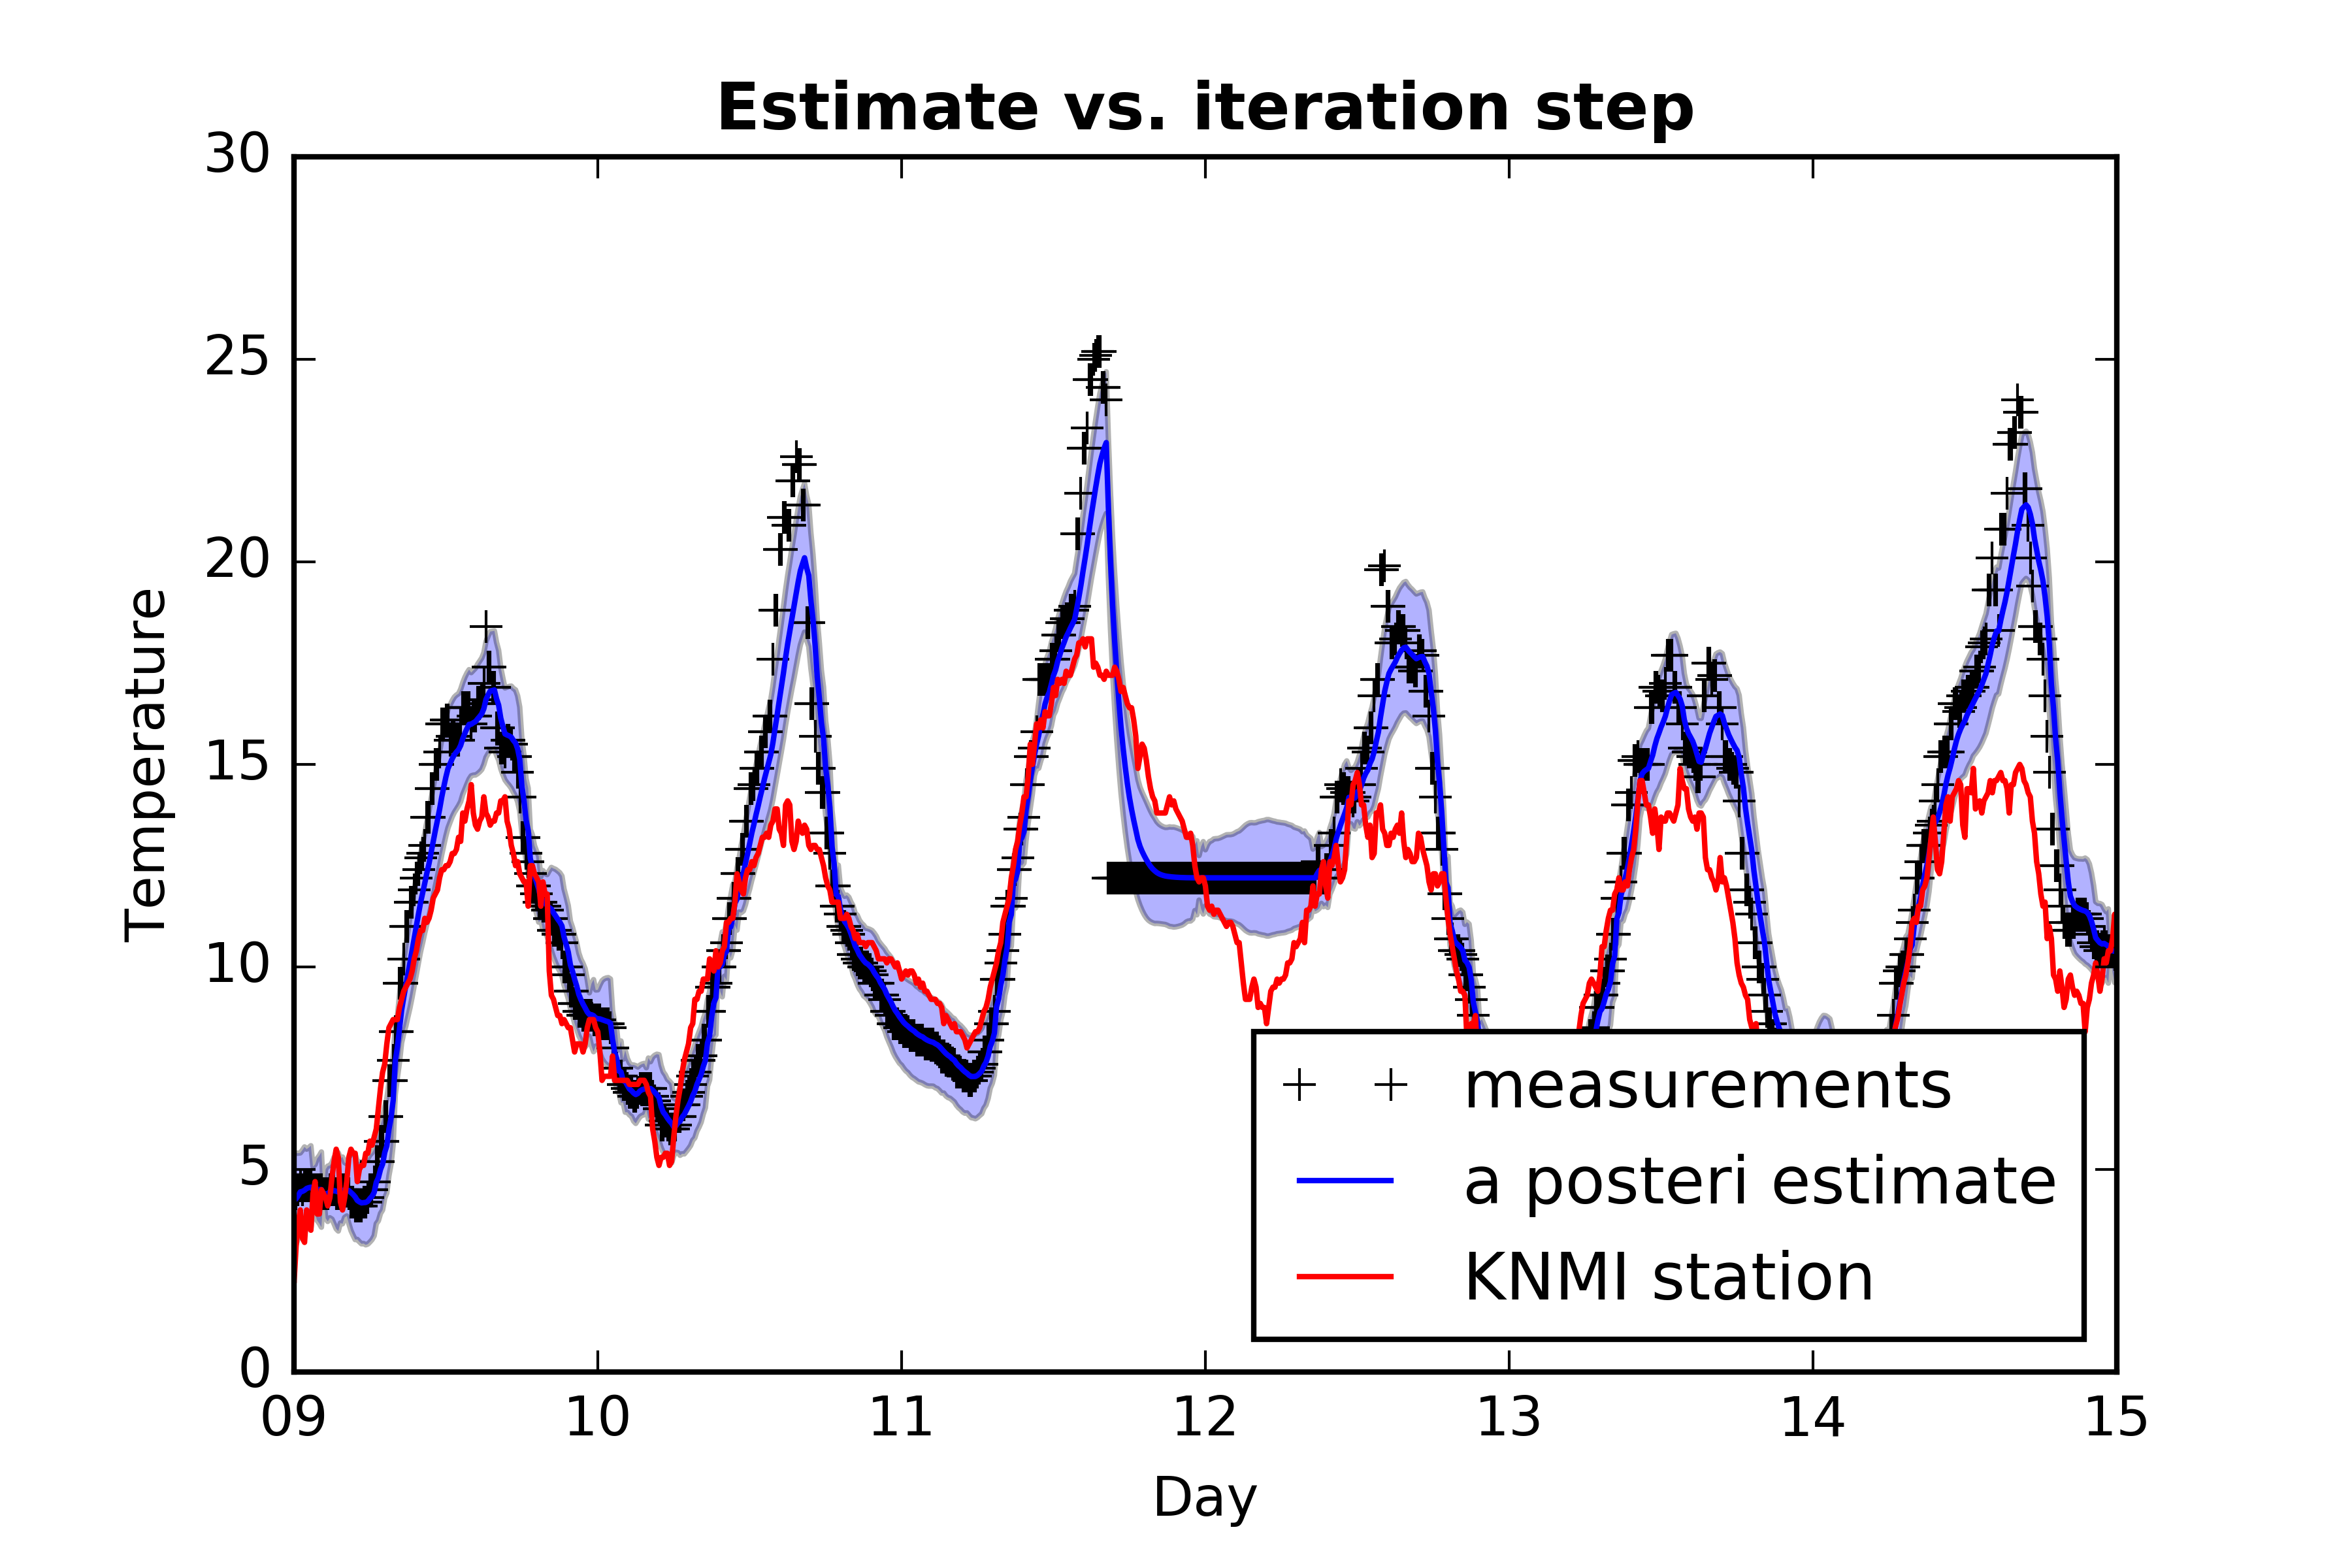 Estimate vs. iteration step
30
25
20
15
10
5
0
Temperature
09 10 11 12 13 14 15
Day
measurements
a posteri estimate
KNMI station